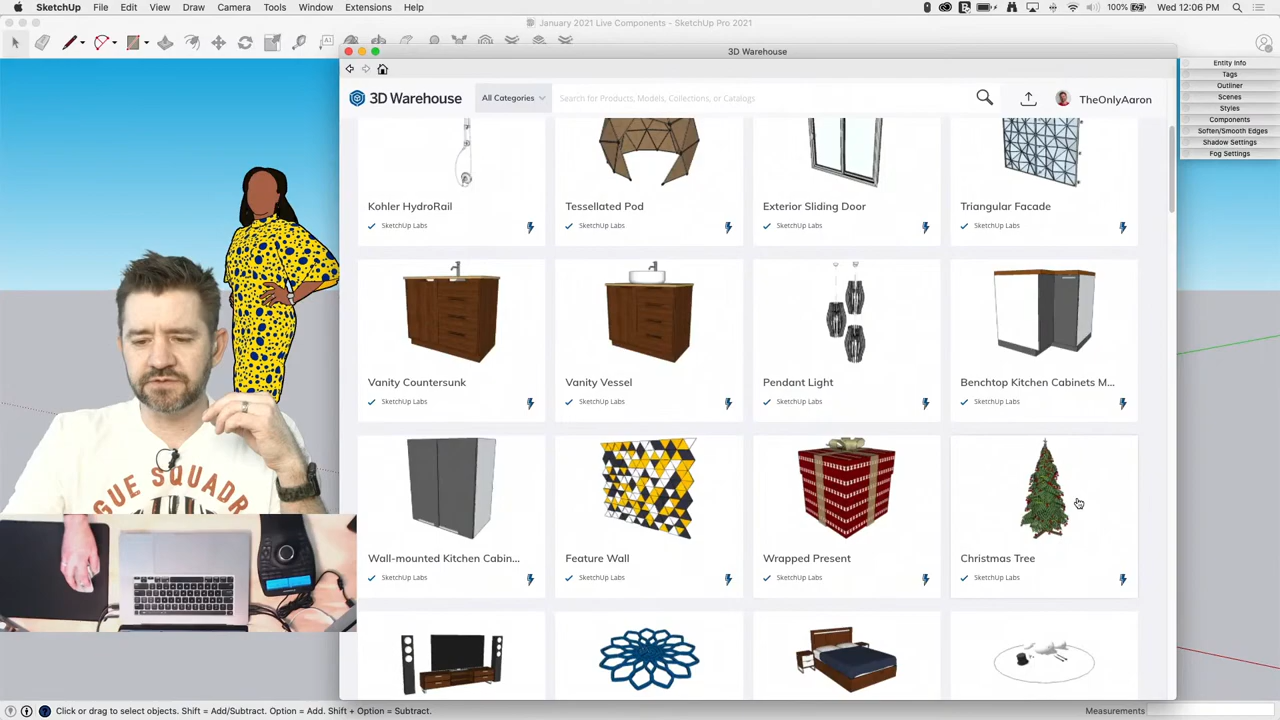 SketchUp File Edit View Draw Camera Tools Window Extensions Help
100% Wed 12:06 PM
January 2021 Live Components - SketchUp Pro 2021
3D Warehouse
3D Warehouse All Categories Search for Products, Models, Collections, or Catalogs TheOnlyAaron
Entity Info
Tags
Outliner
Scenes
Styles
Components
Soften/Smooth Edges
Shadow Settings
Fog Settings
Kohler HydroRail Tessellated Pod Exterior Sliding Door Triangular Facade
SketchUp Labs SketchUp Labs SketchUp Labs SketchUp Labs
Vanity Countersunk Vanity Vessel Pendant Light Benchtop Kitchen Cabinets M...
SketchUp Labs SketchUp Labs SketchUp Labs SketchUp Labs
Wall-mounted Kitchen Cabin... Feature Wall Wrapped Present Christmas Tree
SketchUp Labs SketchUp Labs SketchUp Labs SketchUp Labs
Click or drag to select objects. Shift = Add/Subtract. Option = Add. Shift + Option = Subtract. Measurements